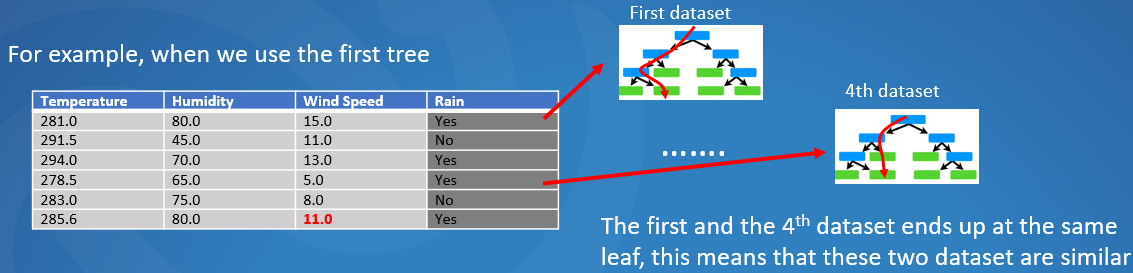 First dataset
For example, when we use the first tree
4th dataset
Temperature Humidity Wind Speed Rain
281.0 80.0 15.0 Yes
291.5 45.0 11.0 No
294.0 70.0 13.0 Yes
278.5 65.0 5.0 Yes
283.0 75.0 8.0 No
285.6 80.0 11.0 Yes
.......
The first and the 4th dataset ends up at the same
leaf, this means that these two dataset are similar